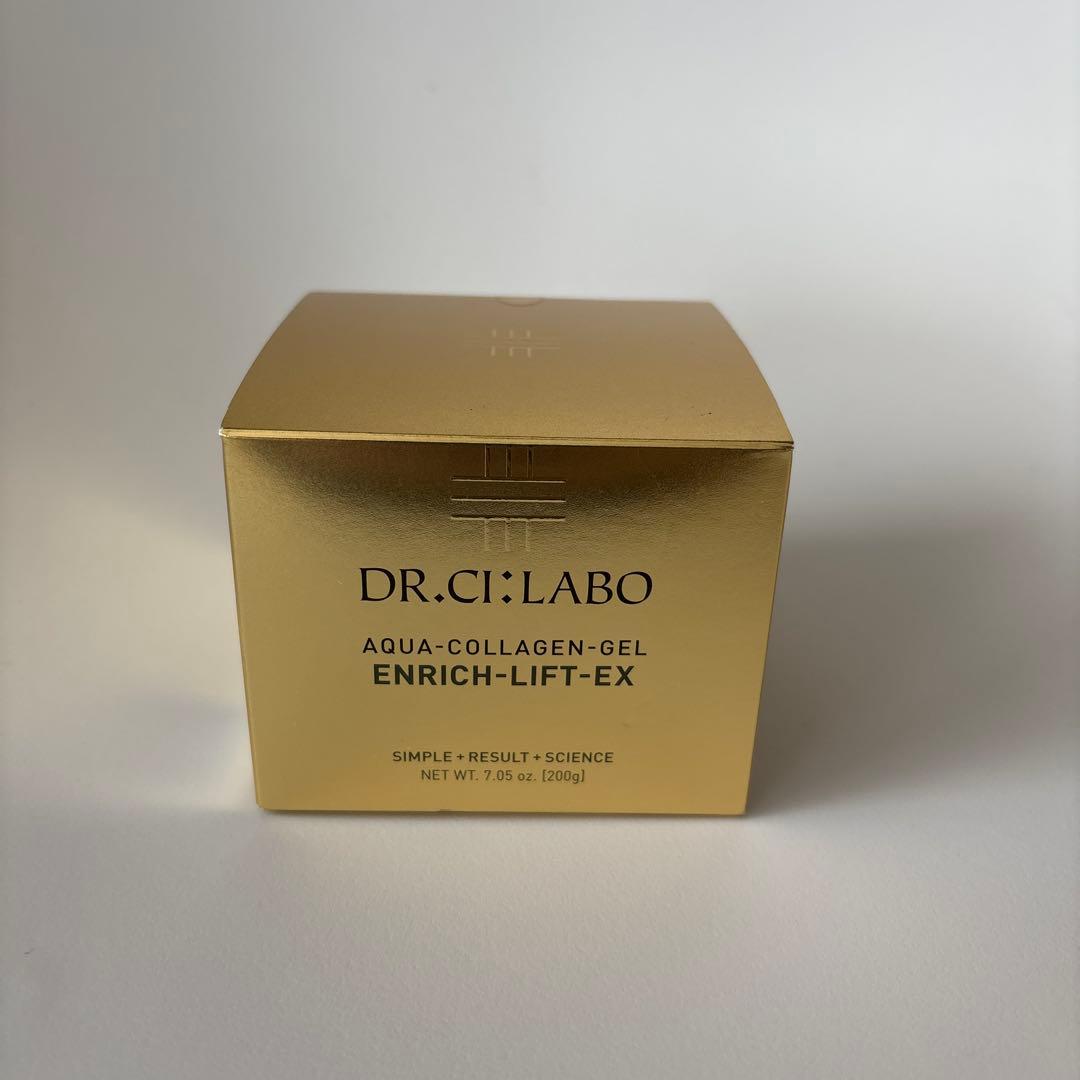 DR.CI:LABO
AQUA-COLLAGEN-GEL
ENRICH-LIFT-EX
SIMPLE + RESULT + SCIENCE
NET WT. 7.05 oz. [200g]